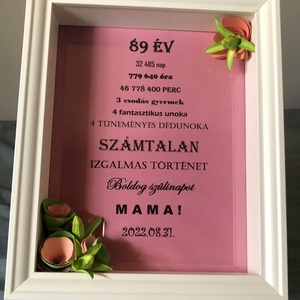 89 ÉV
32 485 nap
779 640 óra
46 778 400 PERC
3 csodás gyermek
4 fantasztikus unoka
4 TÜNEMÉNYES DÉDUNOKA
SZÁMTALAN
IZGALMAS TÖRTÉNET
Boldog szülinapot
MAMA!
2022.08.31.